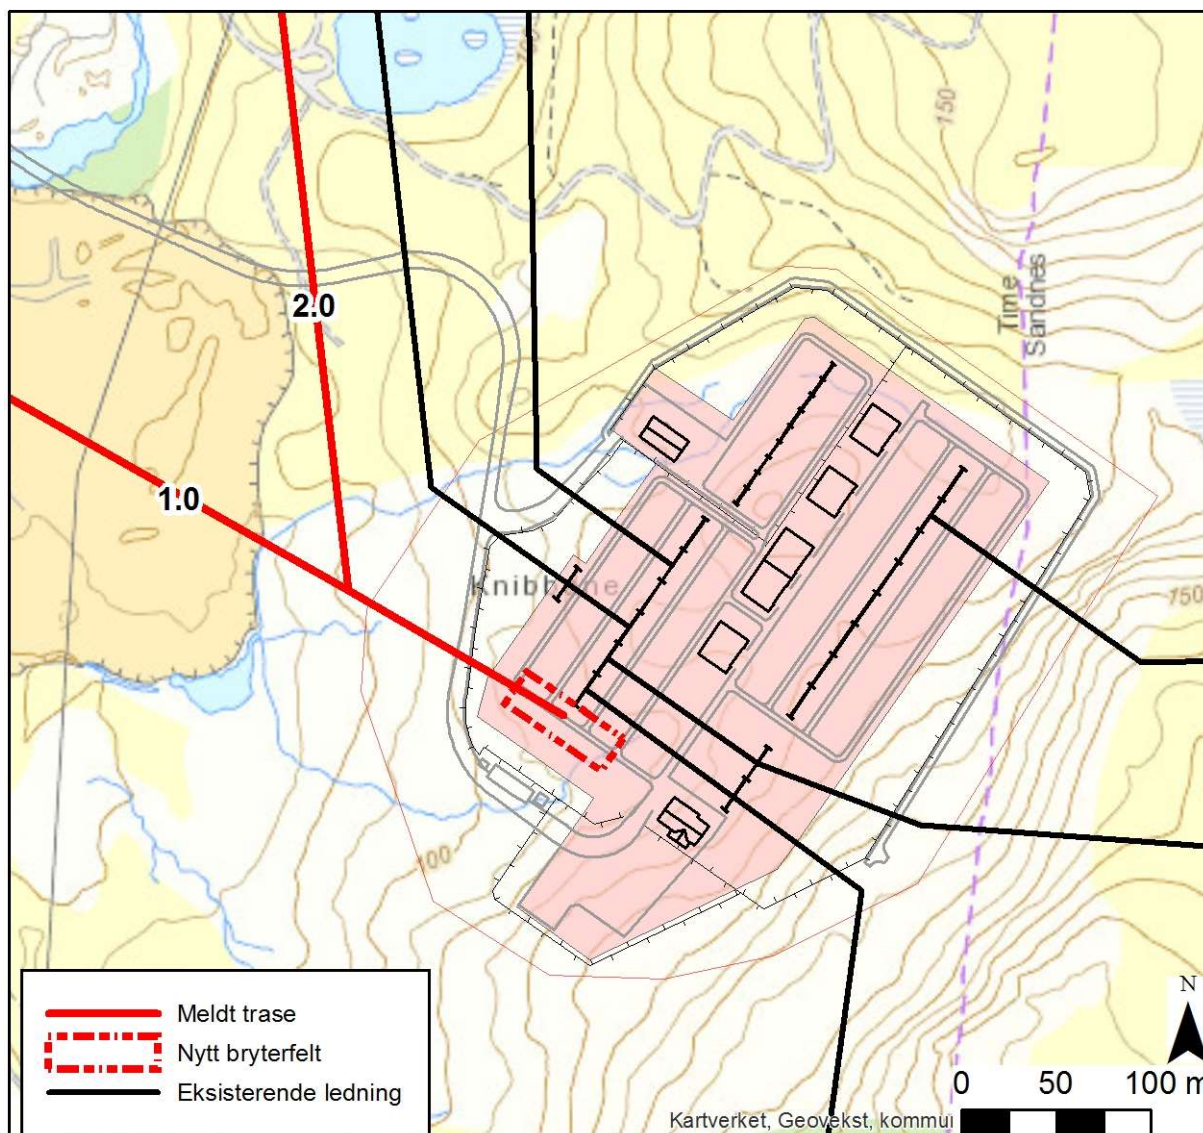 150
Time
Sandnes
2.0
1.0
150
100
Meldt trase
Nytt bryterfelt
Eksisterende ledning
N
0 50 100 m
Kartverket, Geovekst, kommu